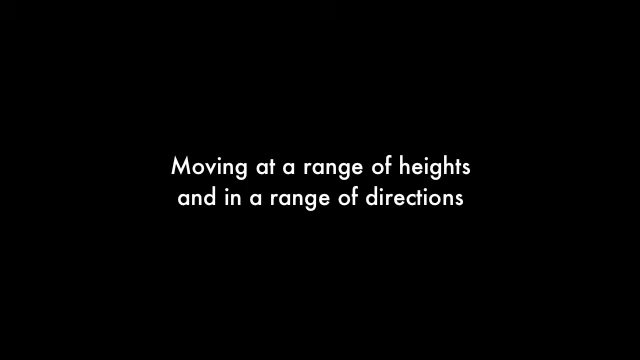 Moving at a range of heights
and in a range of directions